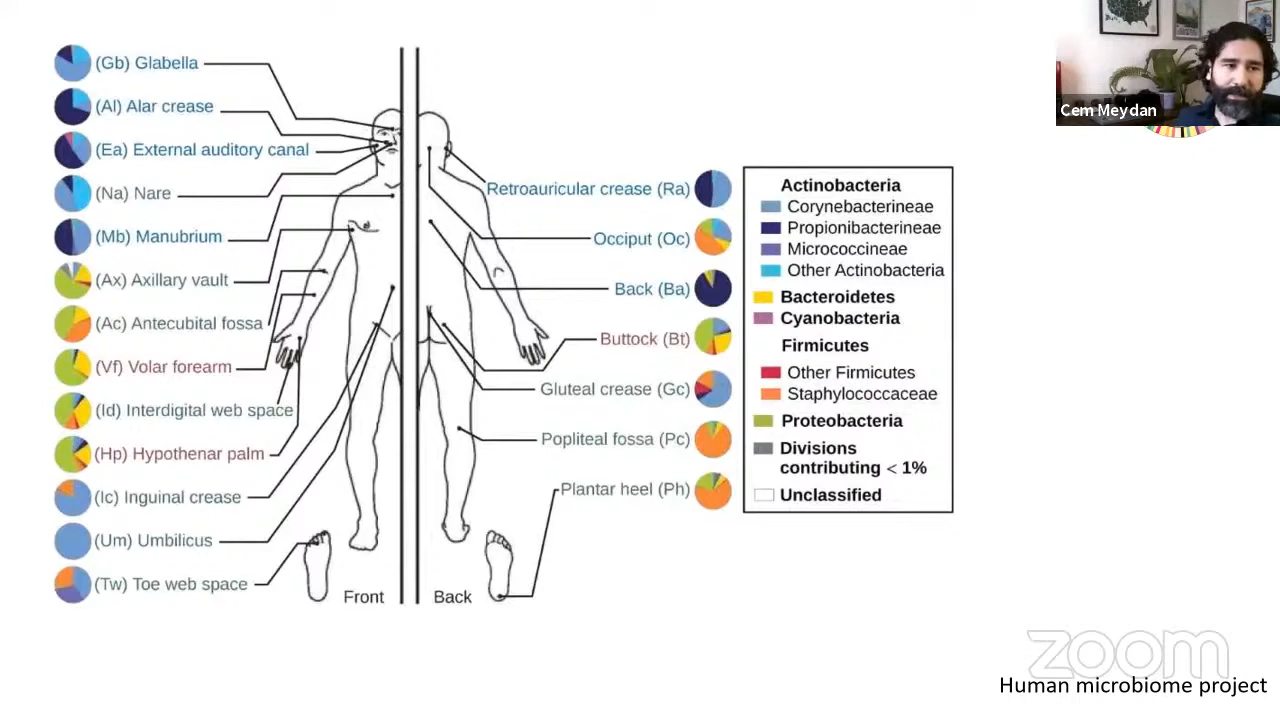 Cem Meydan
(Gb) Glabella
(Al) Alar crease
(Ea) External auditory canal
(Na) Nare
(Mb) Manubrium
(Ax) Axillary vault
(Ac) Antecubital fossa
(Vf) Volar forearm
(Id) Interdigital web space
(Hp) Hypothenar palm
(Ic) Inguinal crease
(Um) Umbilicus
(Tw) Toe web space
Front
Back
Retroauricular crease (Ra)
Occiput (Oc)
Back (Ba)
Buttock (Bt)
Gluteal crease (Gc)
Popliteal fossa (Pc)
Plantar heel (Ph)
Actinobacteria
Corynebacterineae
Propionibacterineae
Micrococcineae
Other Actinobacteria
Bacteroidetes
Cyanobacteria
Firmicutes
Other Firmicutes
Staphylococcaceae
Proteobacteria
Divisions
contributing < 1%
Unclassified
zoom
Human microbiome project